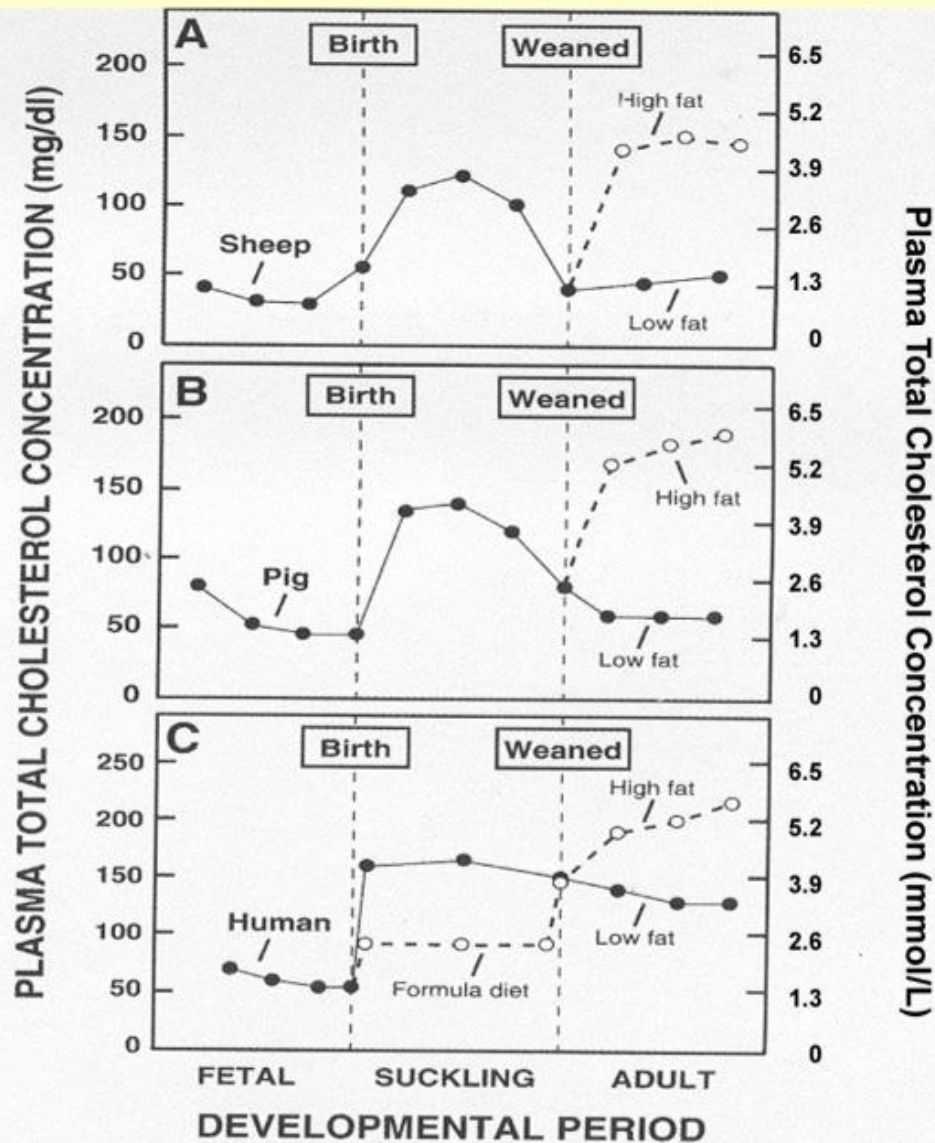 PLASMA TOTAL CHOLESTEROL CONCENTRATION (mg/dl)
A
Birth
Weaned
200
150
100
50
0
Sheep
High fat
Low fat
6.5
5.2
3.9
2.6
1.3
0
B
Birth
Weaned
200
150
100
50
0
Pig
High fat
Low fat
6.5
5.2
3.9
2.6
1.3
0
C
Birth
Weaned
250
200
150
100
50
0
Human
Formula diet
High fat
Low fat
6.5
5.2
3.9
2.6
1.3
0
Plasma Total Cholesterol Concentration (mmol/L)
FETAL SUCKLING ADULT
DEVELOPMENTAL PERIOD